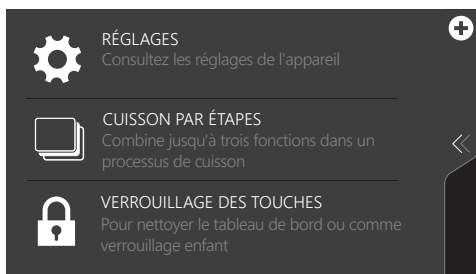 RÉGLAGES
Consultez les réglages de l'appareil
CUISSON PAR ÉTAPES
Combine jusqu'à trois fonctions dans un
processus de cuisson
VERROUILLAGE DES TOUCHES
Pour nettoyer le tableau de bord ou comme
verrouillage enfant